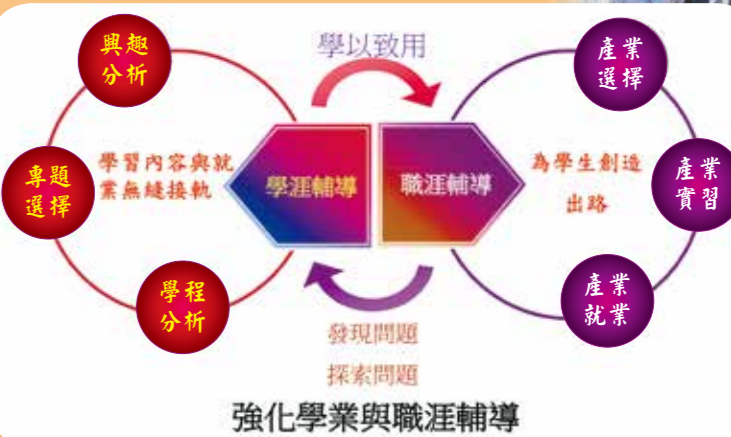 學以致用
興趣
分析
專題
選擇
學程
分析
學習內容與就
業無縫接軌
學涯輔導
職涯輔導
為學生創造
出路
產業
選擇
產業
實習
產業
就業
發現問題
探索問題
強化學業與職涯輔導